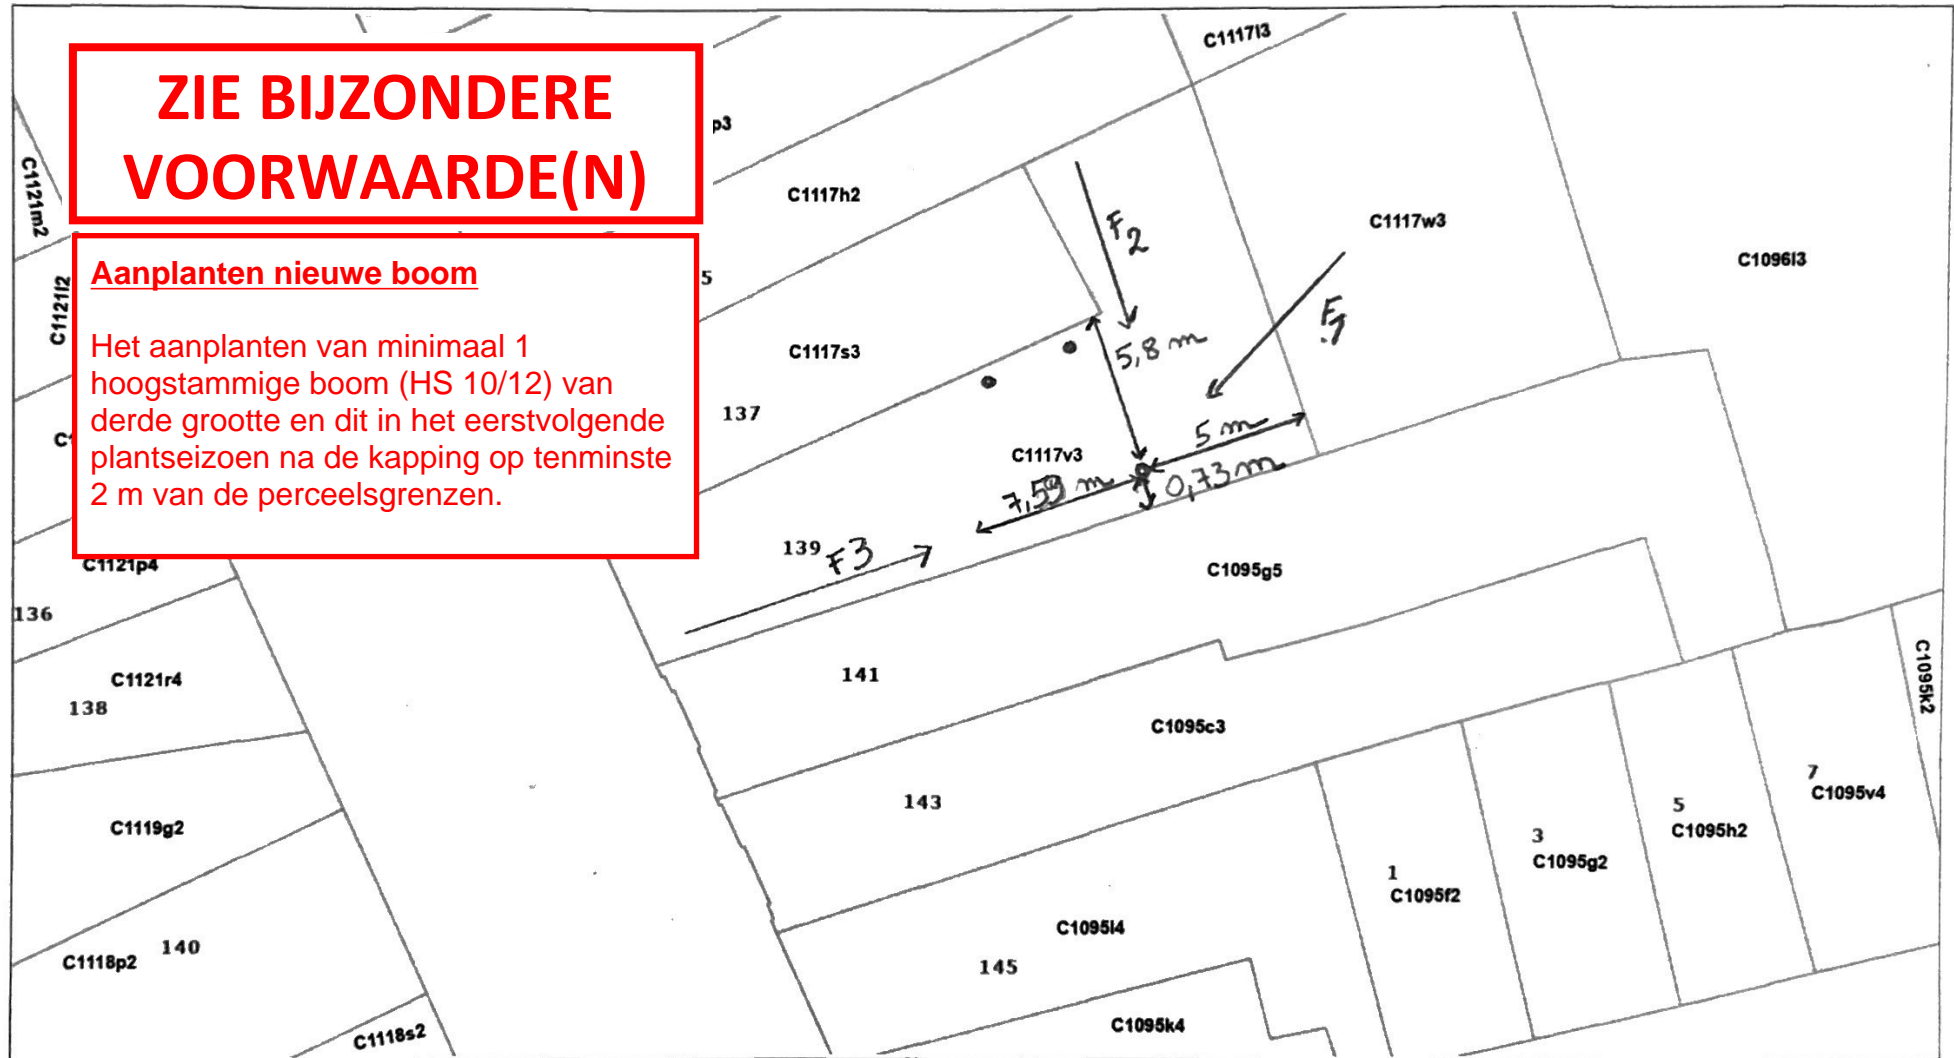 ZIE BIJZONDERE
VOORWAARDE(N)
Aanplanten nieuwe boom
Het aanplanten van minimaal 1
hoogstammige boom (HS 10/12) van
derde grootte en dit in het eerstvolgende
plantseizoen na de kapping op tenminste
2 m van de perceelsgrenzen.
C1117l3
p3
C1121m2
C1117h2
C1117w3
F2
C1096l3
5
C1121l2
F1
5,8 m
C1117s3
137
5 m
C1117v3
7,59 m
0,73 m
139
F3
C1121p4
C1095g5
136
C1121r4
138
141
C1095k2
C1095c3
7
C1095v4
143
5
C1095h2
C1119g2
3
C1095g2
1
C1095f2
C1095l4
140
C1118p2
145
C1095k4
C1118s2